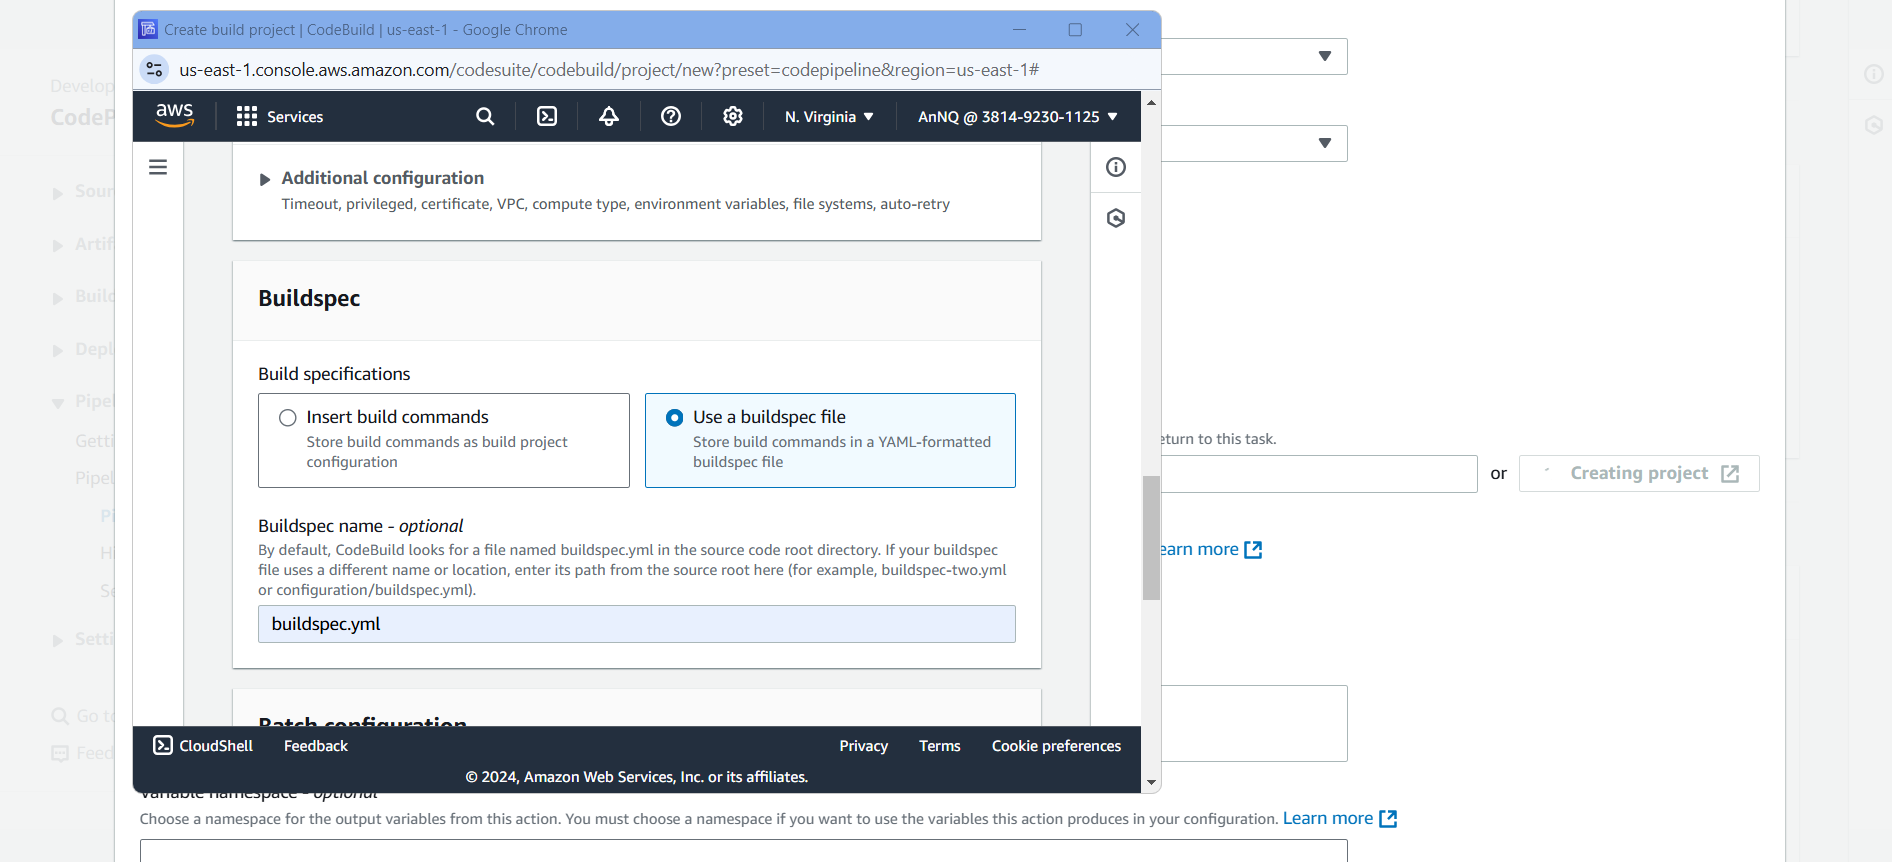 Create build project | CodeBuild | us-east-1 - Google Chrome
us-east-1.console.aws.amazon.com/codesuite/codebuild/project/new?preset=codepipeline&region=us-east-1#
aws
Services
N. Virginia
AnNQ @ 3814-9230-1125
Additional configuration
Timeout, privileged, certificate, VPC, compute type, environment variables, file systems, auto-retry
Buildspec
Build specifications
Insert build commands
Store build commands as build project
configuration
Use a buildspec file
Store build commands in a YAML-formatted
buildspec file
Buildspec name - optional
By default, CodeBuild looks for a file named buildspec.yml in the source code root directory. If your buildspec
file uses a different name or location, enter its path from the source root here (for example, buildspec-two.yml
or configuration/buildspec.yml).
buildspec.yml
Batch configuration
CloudShell
Feedback
Privacy
Terms
Cookie preferences
© 2024, Amazon Web Services, Inc. or its affiliates.
Develop
CodeP
Sour
Artif
Build
Depl
Pipel
Getti
Pipel
Pi
Hi
Se
Setti
Go to
Feed
eturn to this task.
or
Creating project
earn more
Variable namespace - optional
Choose a namespace for the output variables from this action. You must choose a namespace if you want to use the variables this action produces in your configuration. Learn more